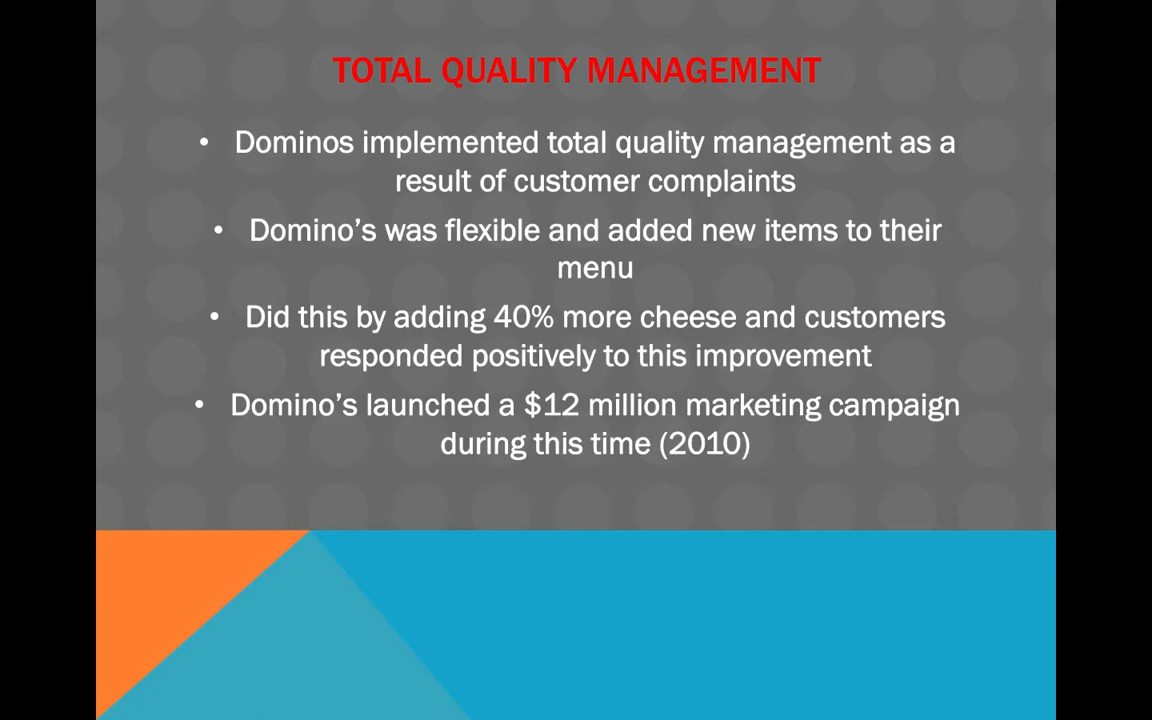 TOTAL QUALITY MANAGEMENT
• Dominos implemented total quality management as a
result of customer complaints
• Domino’s was flexible and added new items to their
menu
• Did this by adding 40% more cheese and customers
responded positively to this improvement
• Domino’s launched a $12 million marketing campaign
during this time (2010)